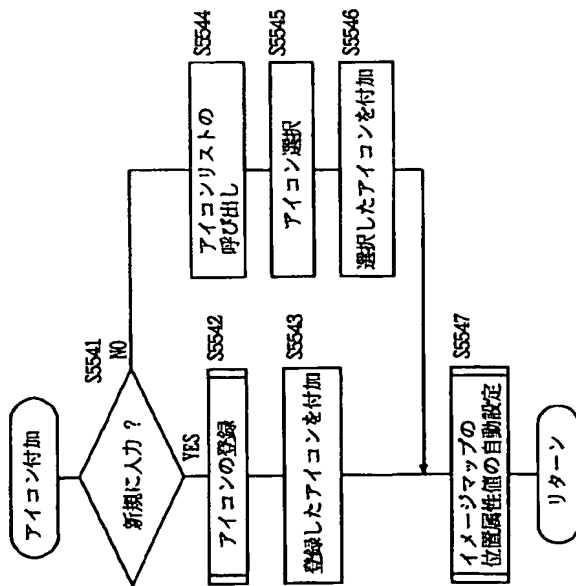 アイコン付加
S5541
新規に入力?
NO
YES
S5542
アイコンの登録
S5543
登録したアイコンを付加
S5544
アイコンリストの
呼び出し
S5545
アイコン選択
S5546
選択したアイコンを付加
S5547
イメージマップの
位置属性値の自動設定
リターン